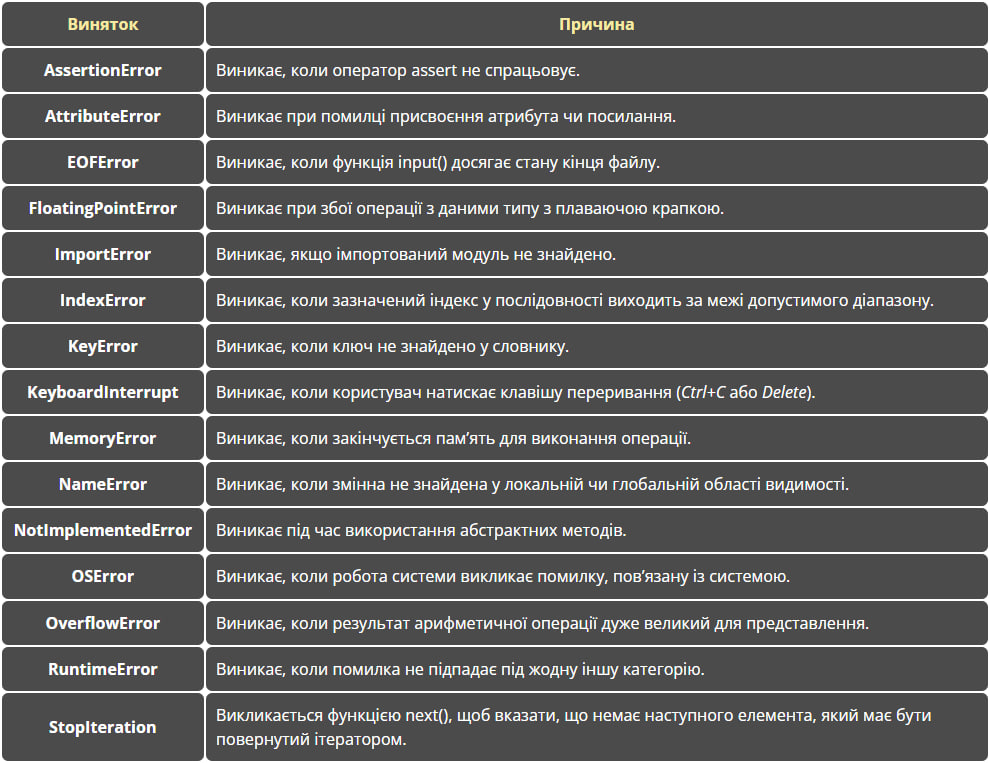 Виняток Причина
AssertionError Виникає, коли оператор assert не спрацьовує.
AttributeError Виникає при помилці присвоєння атрибута чи посилання.
EOFError Виникає, коли функція input() досягає стану кінця файлу.
FloatingPointError Виникає при збої операції з даними типу з плаваючою крапкою.
ImportError Виникає, якщо імпортований модуль не знайдено.
IndexError Виникає, коли зазначений індекс у послідовності виходить за межі допустимого діапазону.
KeyError Виникає, коли ключ не знайдено у словнику.
KeyboardInterrupt Виникає, коли користувач натискає клавішу переривання (Ctrl+C або Delete).
MemoryError Виникає, коли закінчується пам’ять для виконання операції.
NameError Виникає, коли змінна не знайдена у локальній чи глобальній області видимості.
NotImplementedError Виникає під час використання абстрактних методів.
OSError Виникає, коли робота системи викликає помилку, пов’язану із системою.
OverflowError Виникає, коли результат арифметичної операції дуже великий для представлення.
RuntimeError Виникає, коли помилка не підпадає під жодну іншу категорію.
StopIteration Викликається функцією next(), щоб вказати, що немає наступного елемента, який має бути
повернутий ітератором.